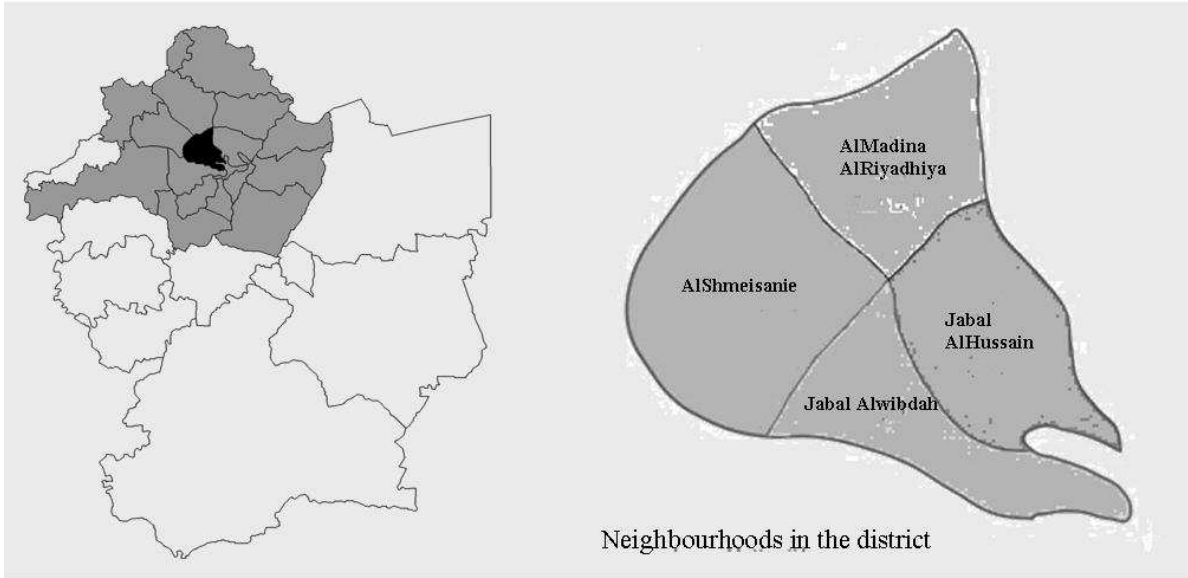 AlMadina
AlRiyadhiya
AlShmeisanie
Jabal
AlHussain
Jabal Alwibdah
Neighbourhoods in the district